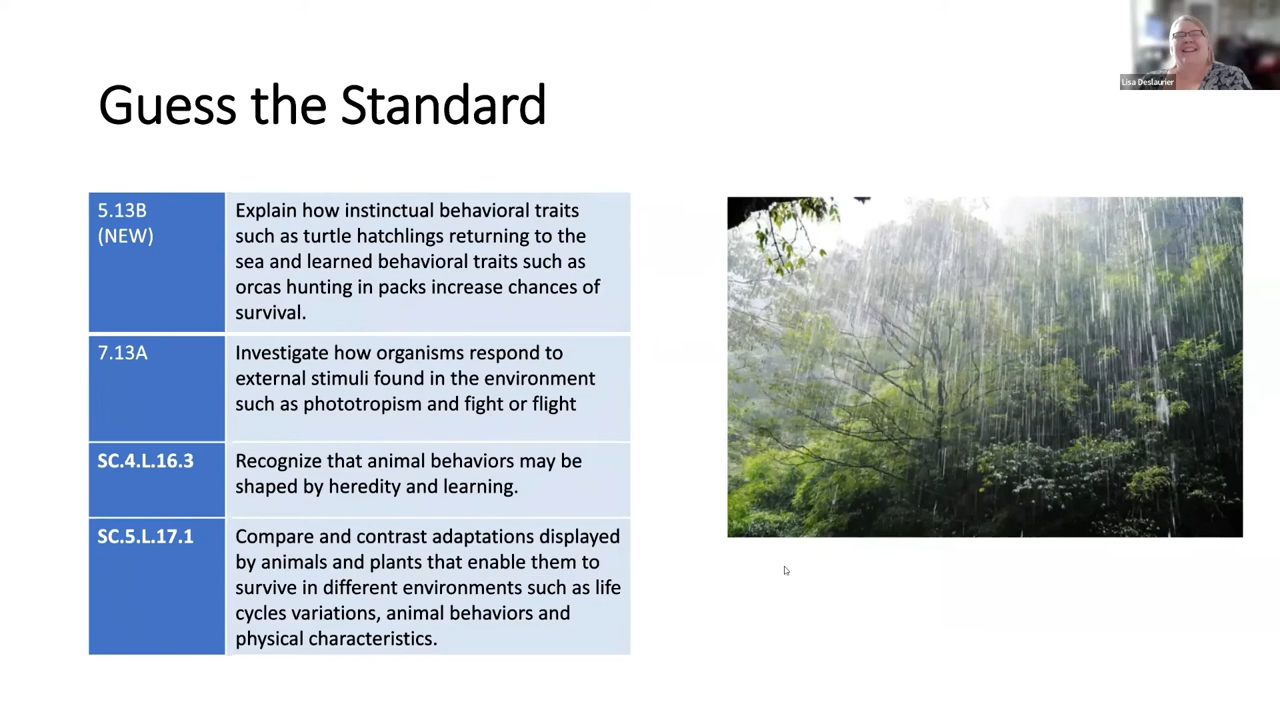 Guess the Standard
Lisa Deslaurier
5.13B
(NEW)
Explain how instinctual behavioral traits
such as turtle hatchlings returning to the
sea and learned behavioral traits such as
orcas hunting in packs increase chances of
survival.
7.13A
Investigate how organisms respond to
external stimuli found in the environment
such as phototropism and fight or flight
SC.4.L.16.3
Recognize that animal behaviors may be
shaped by heredity and learning.
SC.5.L.17.1
Compare and contrast adaptations displayed
by animals and plants that enable them to
survive in different environments such as life
cycles variations, animal behaviors and
physical characteristics.